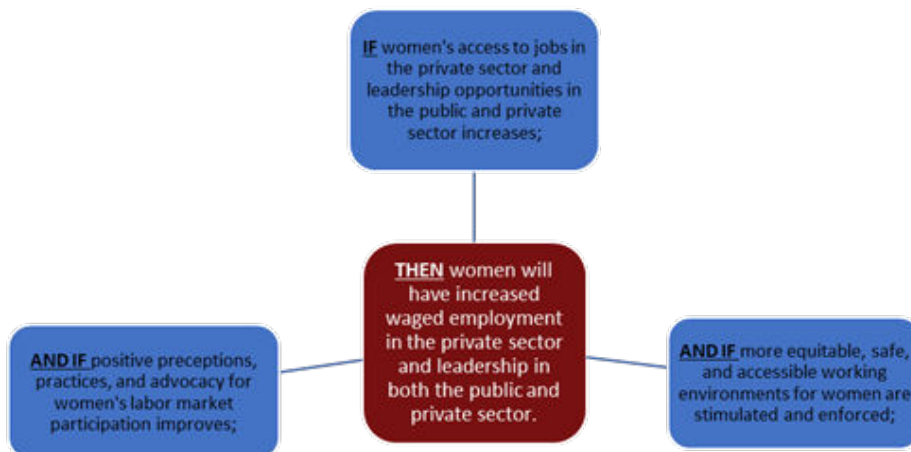 IF women's access to jobs in
the private sector and
leadership opportunities in
the public and private
sector increases;
THEN women will
have increased
waged employment
in the private sector
and leadership in
both the public and
private sector.
AND IF positive preceptions,
practices, and advocacy for
women's labor market
participation improves;
AND IF more equitable, safe,
and accessible working
environments for women are
stimulated and enforced;